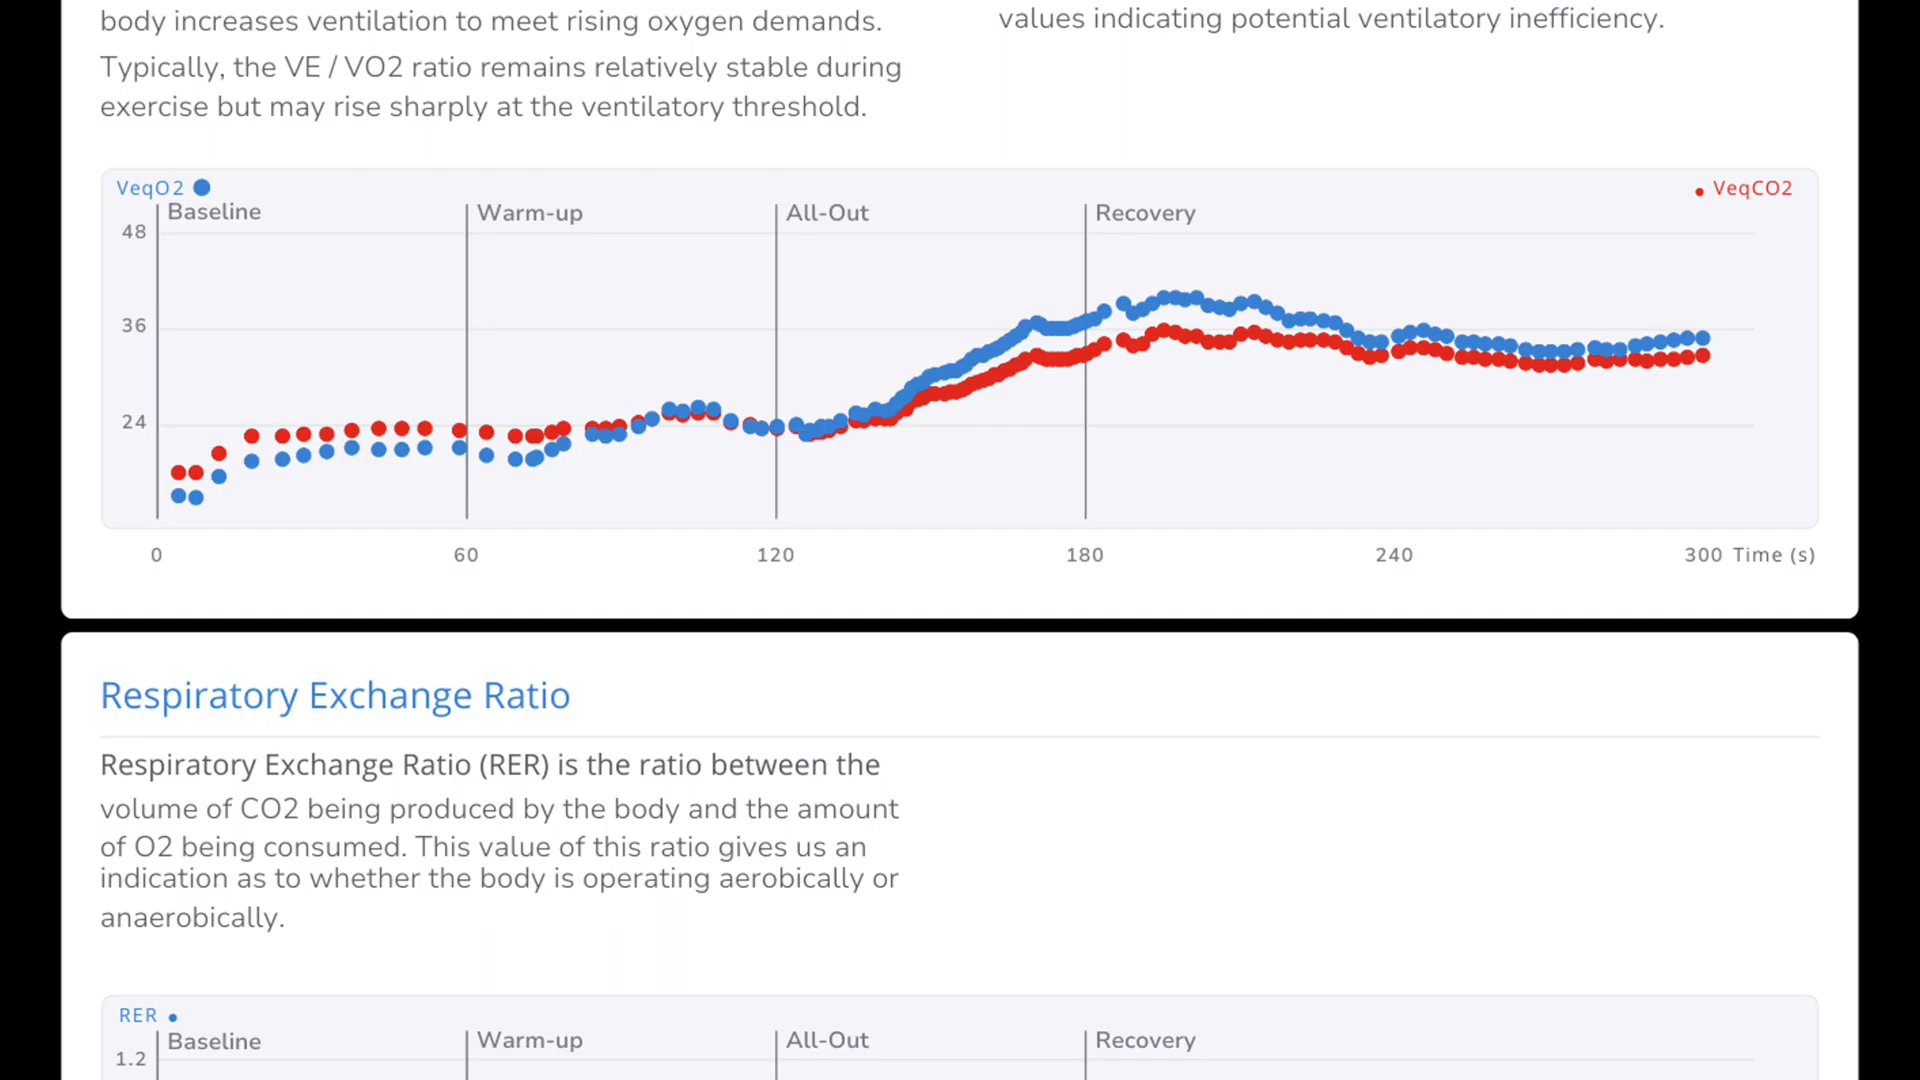 body increases ventilation to meet rising oxygen demands.
Typically, the VE / VO2 ratio remains relatively stable during
exercise but may rise sharply at the ventilatory threshold.
values indicating potential ventilatory inefficiency.
VeqO2
VeqCO2
Baseline
Warm-up
All-Out
Recovery
48
36
24
0
60
120
180
240
300 Time (s)
Respiratory Exchange Ratio
Respiratory Exchange Ratio (RER) is the ratio between the
volume of CO2 being produced by the body and the amount
of O2 being consumed. This value of this ratio gives us an
indication as to whether the body is operating aerobically or
anaerobically.
RER
Baseline
Warm-up
All-Out
Recovery
1.2